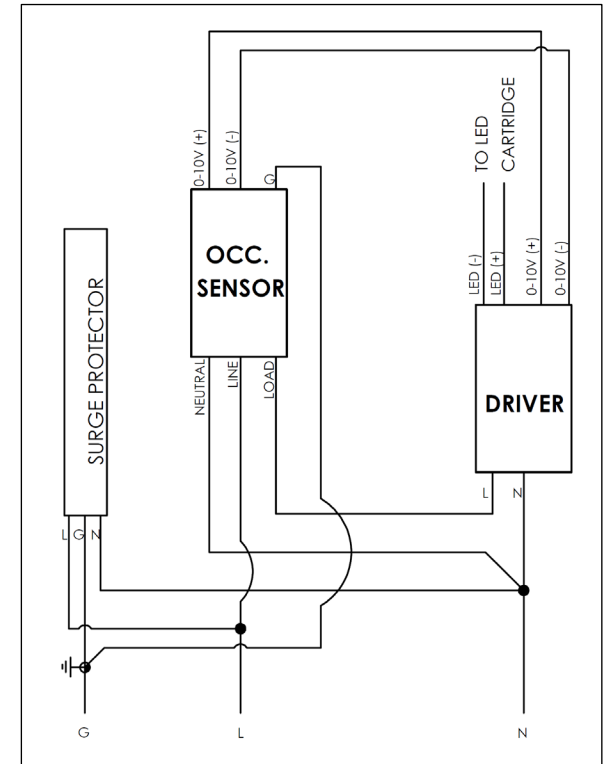 0-10V (+)
0-10V (-)
G
OCC.
SENSOR
NEUTRAL
LINE
LOAD
SURGE PROTECTOR
L G N
TO LED
CARTRIDGE
LED (-)
LED (+)
0-10V (+)
0-10V (-)
DRIVER
L
N
G
L
N